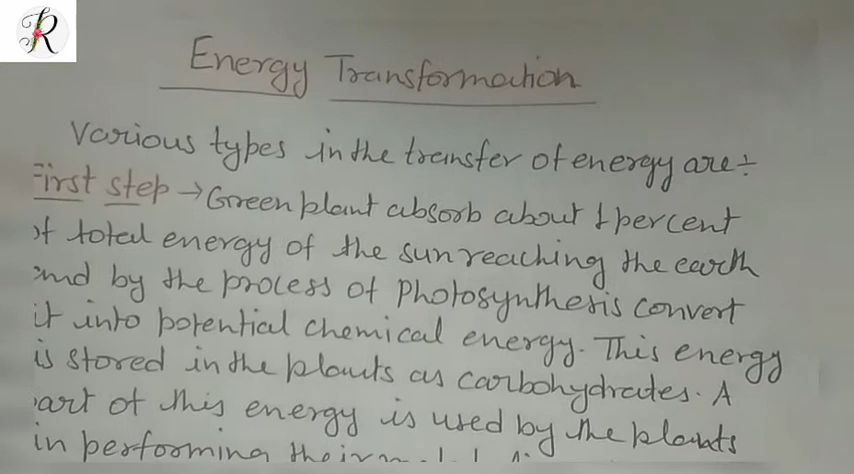 R
Energy Transformation
Various types in the transfer of energy are÷
First step → Green plant absorb about 1 percent
of total energy of the sun reaching the earth
and by the process of Photosynthesis convert
it into potential chemical energy. This energy
is stored in the plants as carbohydrates. A
part of this energy is used by the plants
in performing their